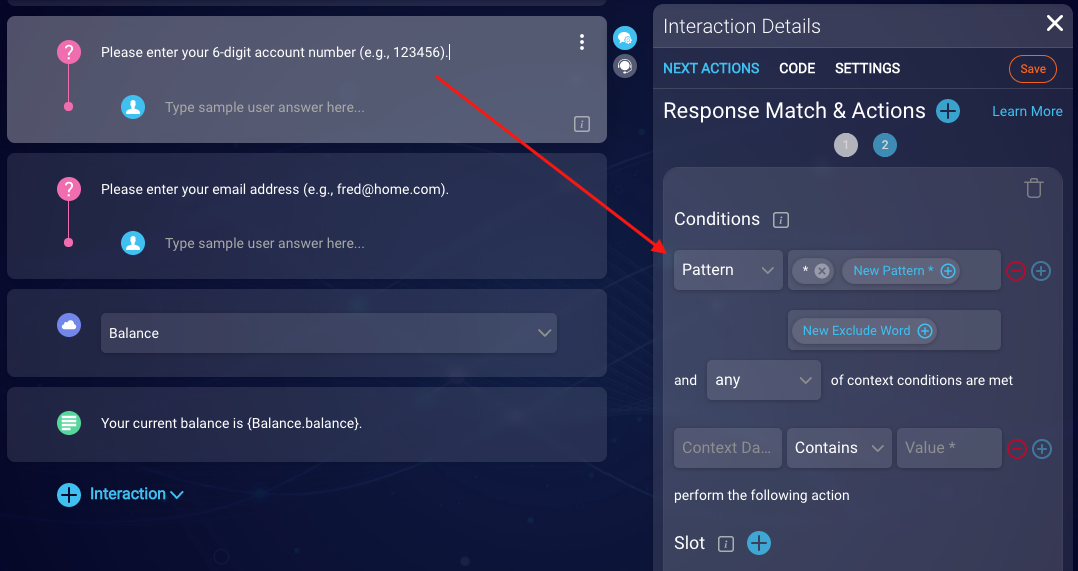 Please enter your 6-digit account number (e.g., 123456).
Type sample user answer here...
Please enter your email address (e.g., fred@home.com).
Type sample user answer here...
Balance
Your current balance is {Balance.balance}.
Interaction
Interaction Details
NEXT ACTIONS CODE SETTINGS Save
Response Match & Actions Learn More
1 2
Conditions
Pattern * New Pattern *
New Exclude Word
and any of context conditions are met
Context Da... Contains Value *
perform the following action
Slot